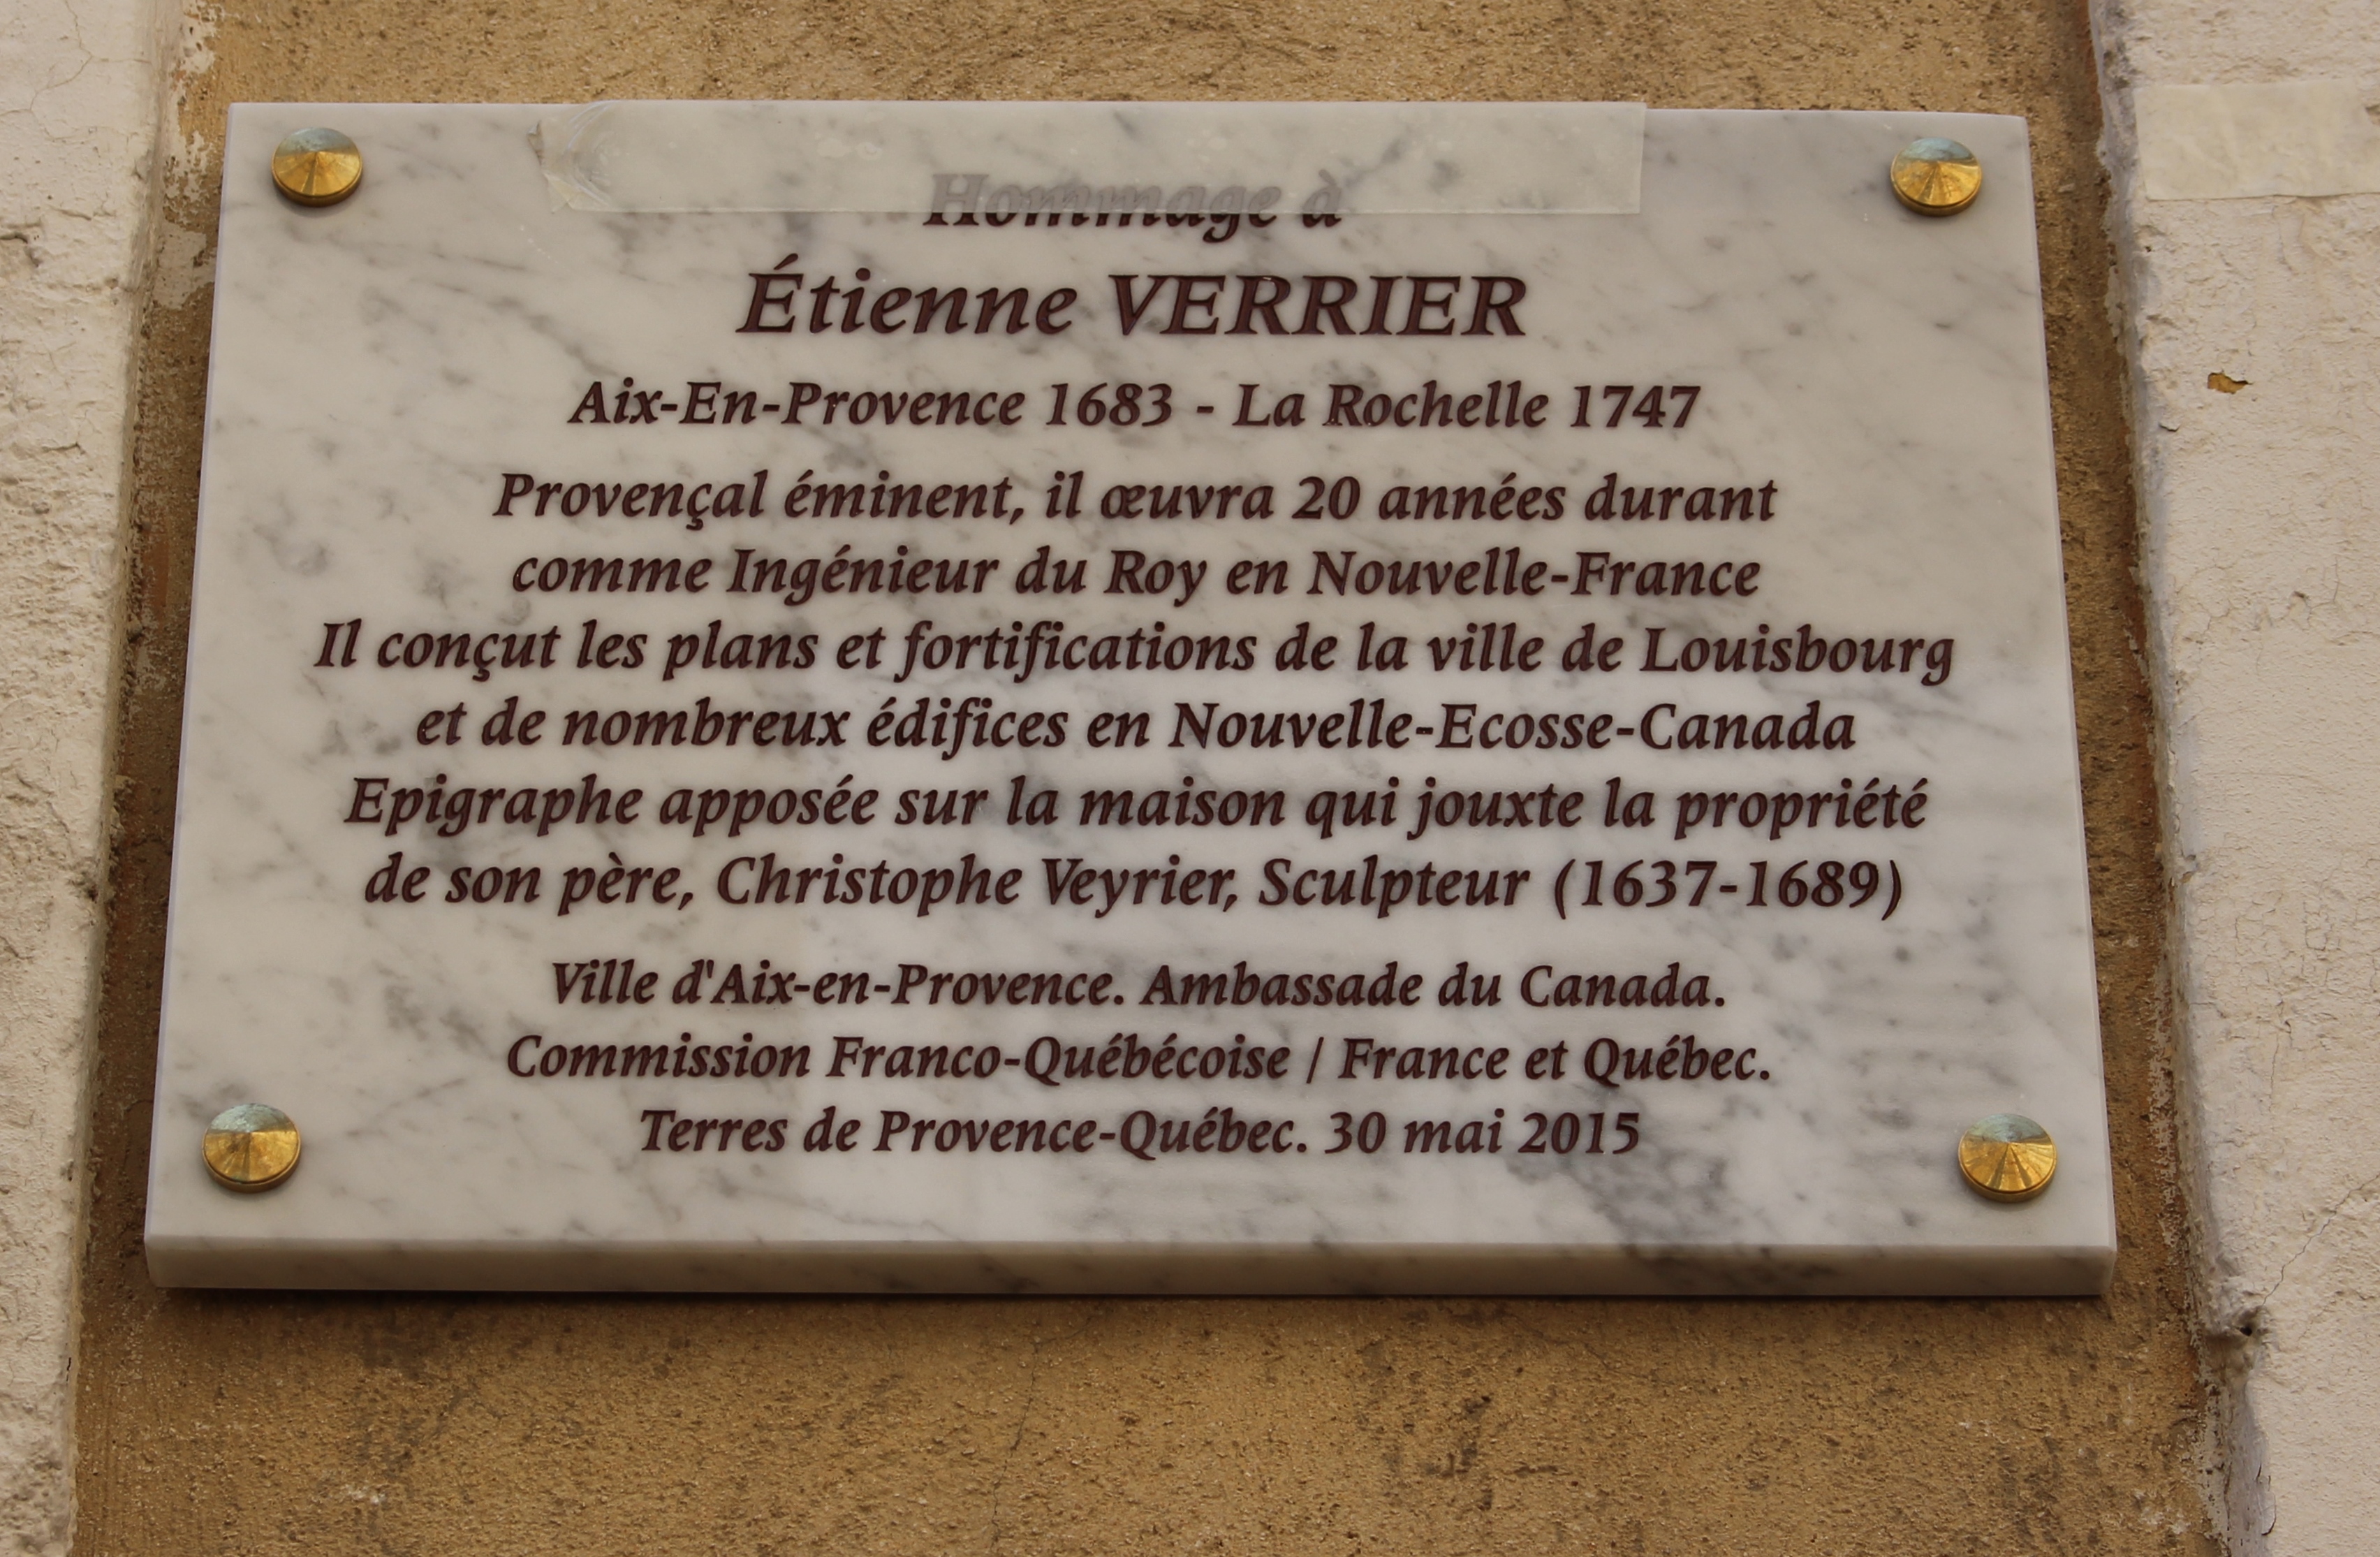 Hommage à
Étienne VERRIER
Aix-En-Provence 1683 - La Rochelle 1747
Provençal éminent, il œuvra 20 années durant
comme Ingénieur du Roy en Nouvelle-France
Il conçut les plans et fortifications de la ville de Louisbourg
et de nombreux édifices en Nouvelle-Ecosse-Canada
Epigraphe apposée sur la maison qui jouxte la propriété
de son père, Christophe Veyrier, Sculpteur (1637-1689)
Ville d'Aix-en-Provence. Ambassade du Canada.
Commission Franco-Québécoise / France et Québec.
Terres de Provence-Québec. 30 mai 2015